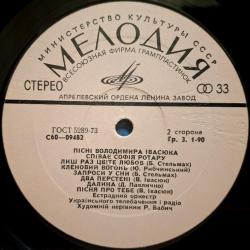 МИНИСТЕРСТВО КУЛЬТУРЫ СССР
МЕЛОДИЯ
ВСЕСОЮЗНАЯ ФИРМА ГРАМПЛАСТИНОК
СТЕРЕО
33
АПРЕЛЕВСКИЙ ОРДЕНА ЛЕНИНА ЗАВОД
ГОСТ 5289-73
2 сторона
С60—09482
Гр. 3. 1-90
ПІСНІ ВОЛОДИМИРА ІВАСЮКА
СПІВАЄ СОФІЯ РОТАРУ
ЛИШ РАЗ ЦВІТЕ ЛЮБОВ (Б. Стельмах)
КЛЕНОВИЙ ВОГОНЬ (Ю. Рибчинський)
ЗАПРОСИ У СНИ (Б. Стельмах)
ДВА ПЕРСТЕНІ (В. Івасюк)
ДАЛИНА (Д. Павличко)
ПІСНЯ ПРО ТЕБЕ (В. Івасюк)
Естрадний оркестр
Українського телебачення і радіо
Художній керівник Р. Бабич